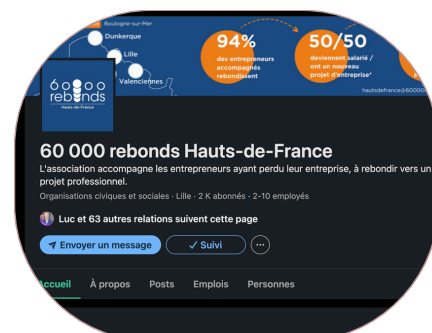 Boulogne-sur-Mer
Dunkerque
Lille
Valenciennes
94%
des entrepreneurs
accompagnés
rebondissent
50/50
deviennent salarié /
ont un nouveau
projet d'entreprise*
60 000
rebonds
Hauts-de-France
60 000 rebonds Hauts-de-France
L'association accompagne les entrepreneurs ayant perdu leur entreprise, à rebondir vers un
projet professionnel.
Organisations civiques et sociales · Lille · 2 K abonnés · 2-10 employés
Luc et 63 autres relations suivent cette page
Envoyer un message
✓ Suivi
Accueil
À propos
Posts
Emplois
Personnes